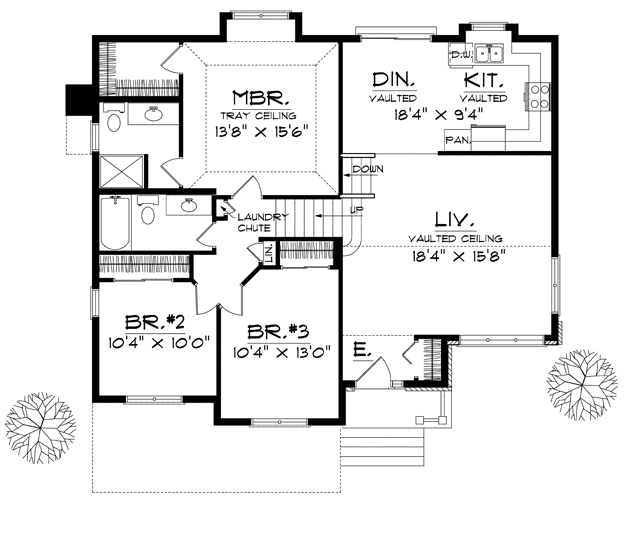 MBR.
TRAY CEILING
13'8" × 15'6"
DIN.
VAULTED
KIT.
VAULTED
18'4" × 9'4"
D.W.
PAN.
DOWN
UP
LAUNDRY
CHUTE
LIN.
LIV.
VAULTED CEILING
18'4" × 15'8"
BR. #2
10'4" × 10'0"
BR. #3
10'4" × 13'0"
E.